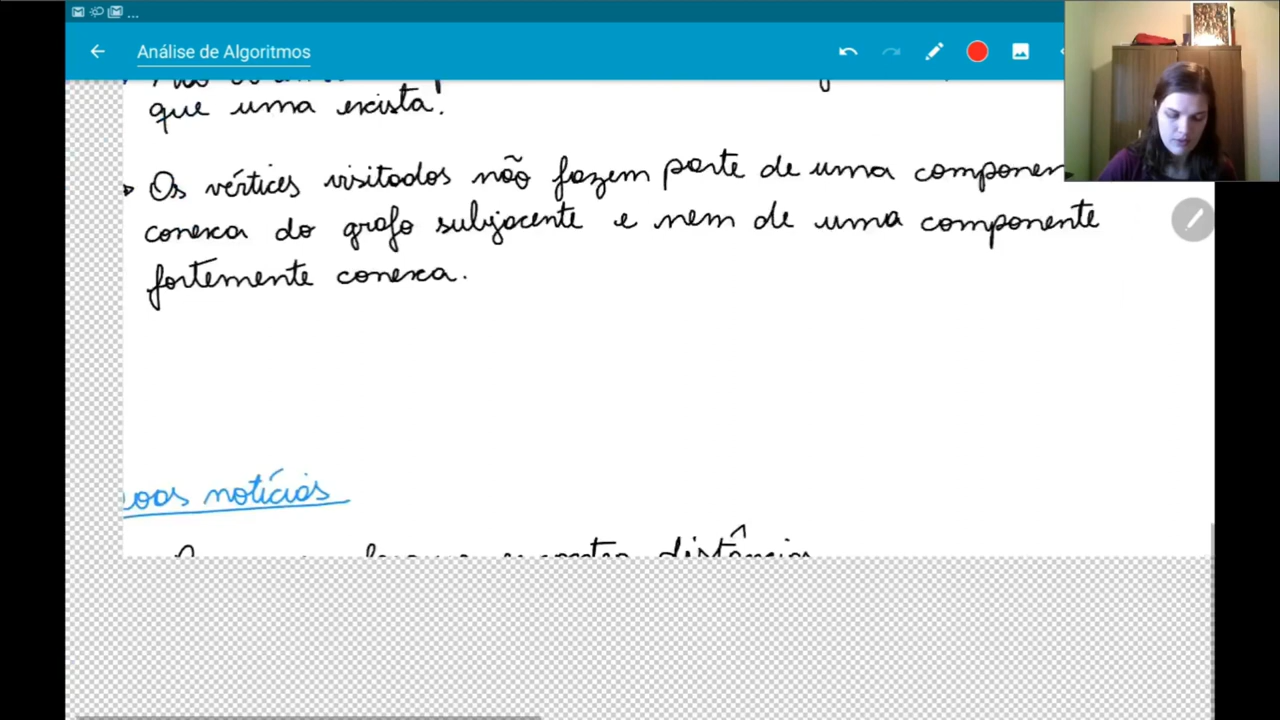 ...
Análise de Algoritmos
que uma exista.
Os vértices visitados não fazem parte de uma componen
conexa do grafo subjacente e nem de uma componente
fortemente conexa.
oas notícias
distâncias